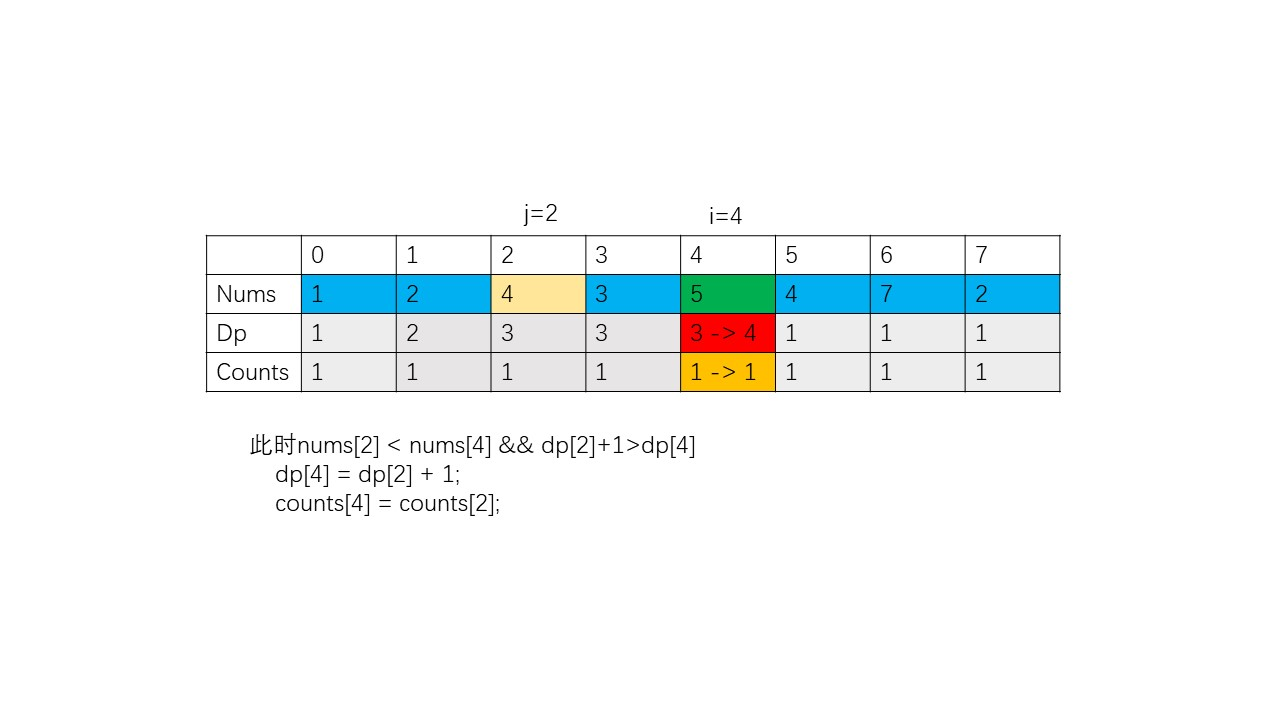 j=2 i=4
0 1 2 3 4 5 6 7
Nums 1 2 4 3 5 4 7 2
Dp 1 2 3 3 3 -> 4 1 1 1
Counts 1 1 1 1 1 -> 1 1 1 1
此时nums[2] < nums[4] && dp[2]+1>dp[4]
dp[4] = dp[2] + 1;
counts[4] = counts[2];